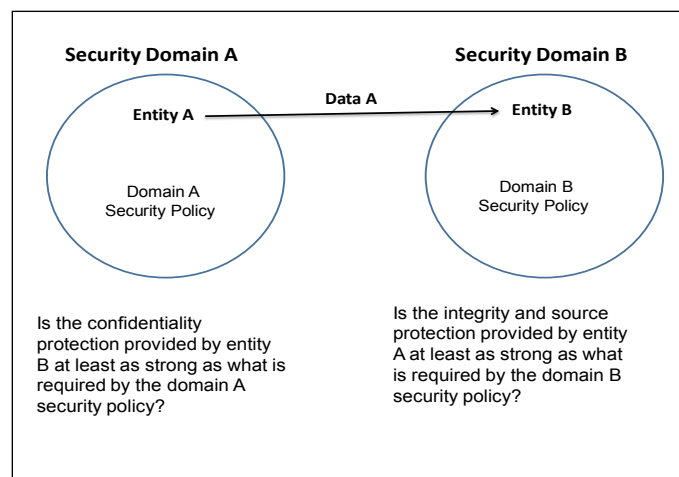 Security Domain A
Security Domain B
Entity A
Data A
Entity B
Domain A
Security Policy
Domain B
Security Policy
Is the confidentiality
protection provided by entity
B at least as strong as what is
required by the domain A
security policy?
Is the integrity and source
protection provided by entity
A at least as strong as what
is required by the domain B
security policy?